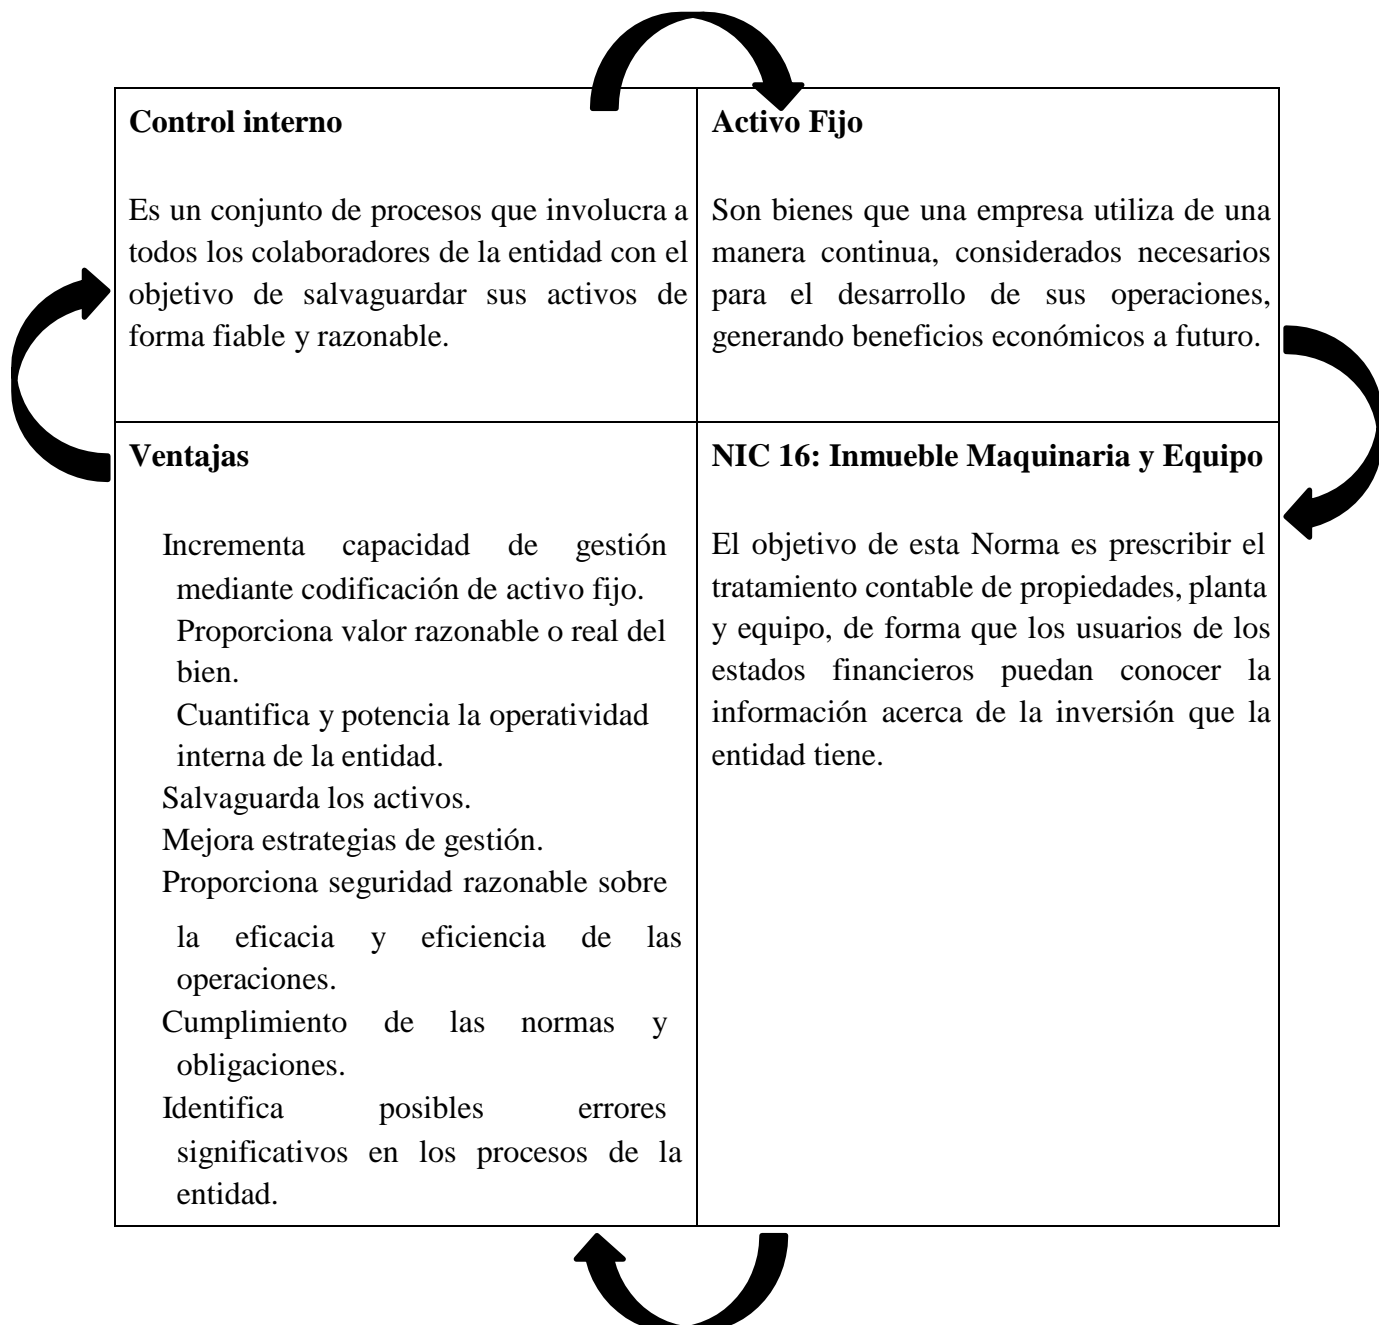 Control interno
Es un conjunto de procesos que involucra a
todos los colaboradores de la entidad con el
objetivo de salvaguardar sus activos de
forma fiable y razonable.
Activo Fijo
Son bienes que una empresa utiliza de una
manera continua, considerados necesarios
para el desarrollo de sus operaciones,
generando beneficios económicos a futuro.
Ventajas
Incrementa capacidad de gestión
mediante codificación de activo fijo.
Proporciona valor razonable o real del
bien.
Cuantifica y potencia la operatividad
interna de la entidad.
Salvaguarda los activos.
Mejora estrategias de gestión.
Proporciona seguridad razonable sobre
la eficacia y eficiencia de las
operaciones.
Cumplimiento de las normas y
obligaciones.
Identifica posibles errores
significativos en los procesos de la
entidad.
NIC 16: Inmueble Maquinaria y Equipo
El objetivo de esta Norma es prescribir el
tratamiento contable de propiedades, planta
y equipo, de forma que los usuarios de los
estados financieros puedan conocer la
información acerca de la inversión que la
entidad tiene.